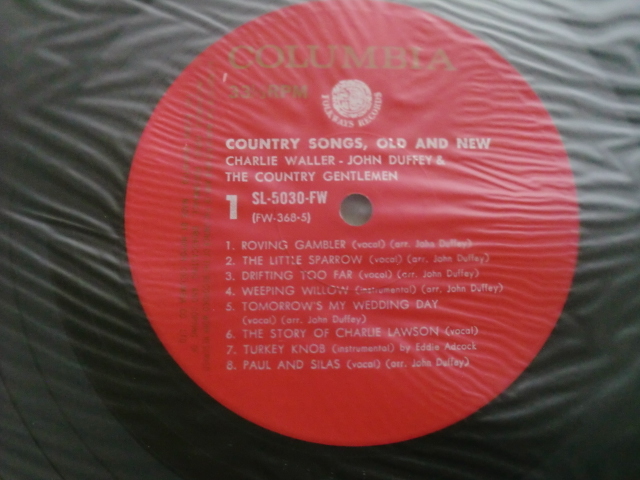 COLUMBIA
RPM
FOLKWAYS RECORDS
COUNTRY SONGS, OLD AND NEW
CHARLIE WALLER - JOHN DUFFEY &
THE COUNTRY GENTLEMEN
1 SL-5030-FW
(FW-368-S)
1. ROVING GAMBLER (vocal) (arr. John Duffey)
2. THE LITTLE SPARROW (vocal) (arr. John Duffey)
3. DRIFTING TOO FAR (vocal) (arr. John Duffey)
4. WEEPING WILLOW (instrumental) (arr. John Duffey)
5. TOMORROW'S MY WEDDING DAY
(vocal) (arr. John Duffey)
6. THE STORY OF CHARLIE LAWSON (vocal)
7. TURKEY KNOB (instrumental) by Eddie Adcock
8. PAUL AND SILAS (vocal) (arr. John Duffey)